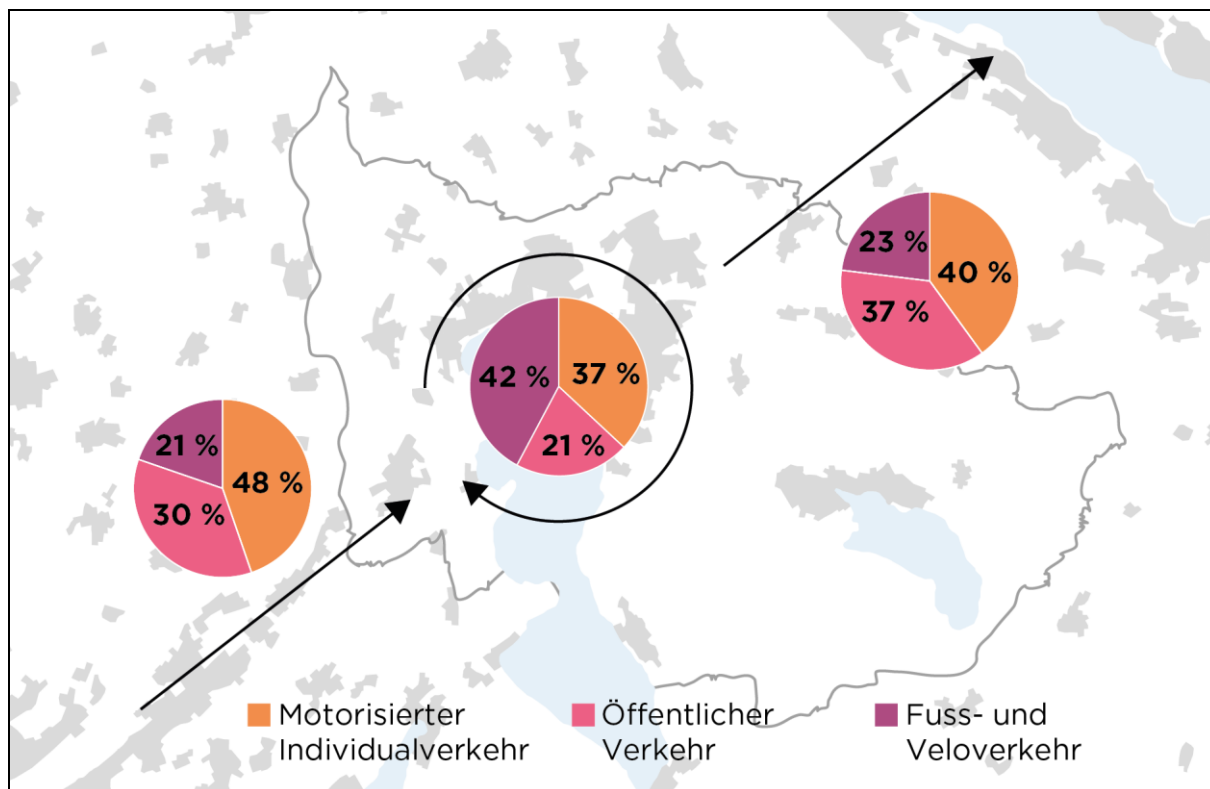 23 %
40 %
37 %
42 %
37 %
21 %
21 %
48 %
30 %
Motorisierter
Individualverkehr
Öffentlicher
Verkehr
Fuss- und
Veloverkehr